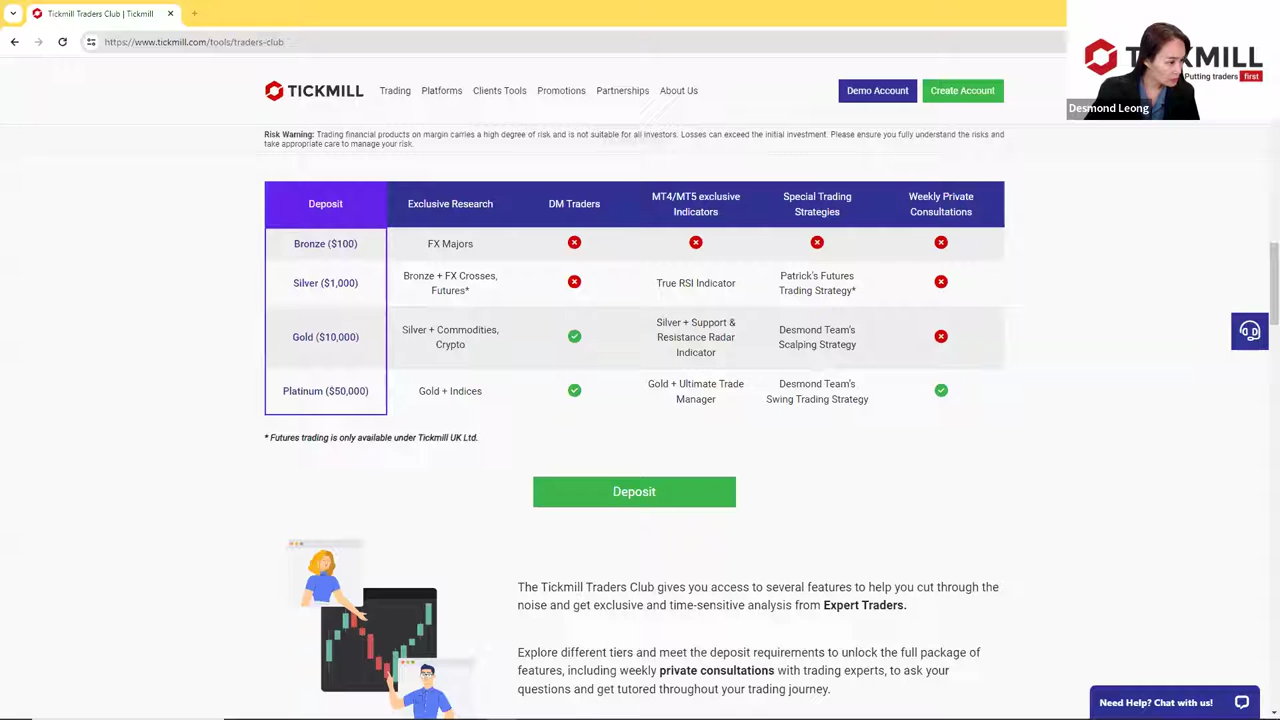 Tickmill Traders Club | Tickmill
https://www.tickmill.com/tools/traders-club
TICKMILL
Putting traders first
Desmond Leong
TICKMILL Trading Platforms Clients Tools Promotions Partnerships About Us Demo Account Create Account
Risk Warning: Trading financial products on margin carries a high degree of risk and is not suitable for all investors. Losses can exceed the initial investment. Please ensure you fully understand the risks and
take appropriate care to manage your risk.
Deposit Exclusive Research DM Traders MT4/MT5 exclusive Indicators Special Trading Strategies Weekly Private Consultations
Bronze ($100) FX Majors
Silver ($1,000) Bronze + FX Crosses, Futures* True RSI Indicator Patrick's Futures Trading Strategy*
Gold ($10,000) Silver + Commodities, Crypto Silver + Support & Resistance Radar Indicator Desmond Team's Scalping Strategy
Platinum ($50,000) Gold + Indices Gold + Ultimate Trade Manager Desmond Team's Swing Trading Strategy
* Futures trading is only available under Tickmill UK Ltd.
Deposit
The Tickmill Traders Club gives you access to several features to help you cut through the
noise and get exclusive and time-sensitive analysis from Expert Traders.
Explore different tiers and meet the deposit requirements to unlock the full package of
features, including weekly private consultations with trading experts, to ask your
questions and get tutored throughout your trading journey.
Need Help? Chat with us!